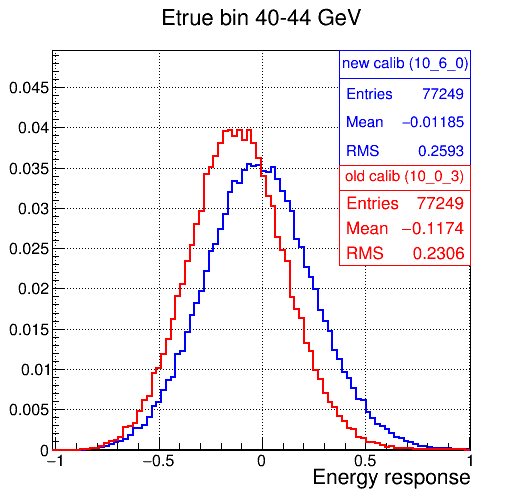 Etrue bin 40-44 GeV
new calib (10_6_0)
Entries 77249
Mean −0.01185
RMS 0.2593
old calib (10_0_3)
Entries 77249
Mean −0.1174
RMS 0.2306
0.045
0.04
0.035
0.03
0.025
0.02
0.015
0.01
0.005
0
−1 −0.5 0 0.5 1
Energy response